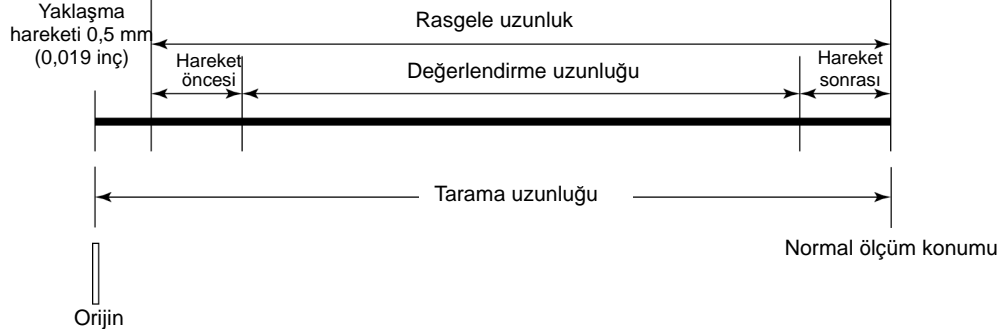 Yaklaşma
hareketi 0,5 mm
(0,019 inç)
Rasgele uzunluk
Hareket
öncesi
Değerlendirme uzunluğu
Hareket
sonrası
Tarama uzunluğu
Normal ölçüm konumu
Orijin